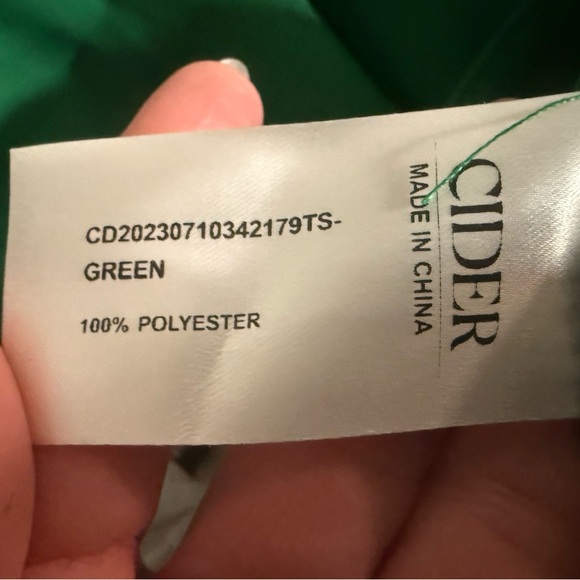 CD20230710342179TS-
GREEN
100% POLYESTER
MADE IN CHINA
CIDER